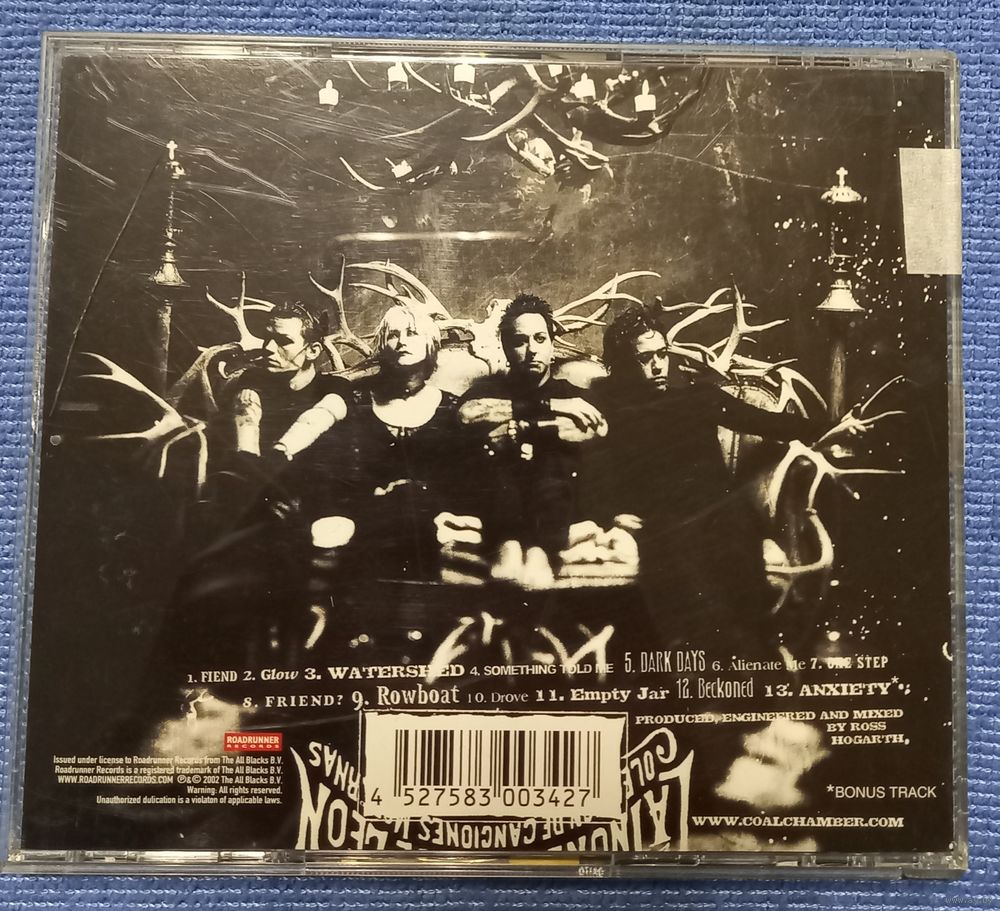 1. FIEND 2. Glow 3. WATERSHED 4. SOMETHING TOLD ME 5. DARK DAYS 6. Alienate Me 7. ONE STEP
8. FRIEND? 9. Rowboat 10. Drove 11. Empty Jar 12. Beckoned 13. ANXIETY*
PRODUCED, ENGINEERED AND MIXED
BY ROSS
HOGARTH
ROADRUNNER
RECORDS
Issued under license to Roadrunner Records from The All Blacks B.V.
Roadrunner Records is a registered trademark of The All Blacks B.V.
WWW.ROADRUNNERRECORDS.COM ℗&© 2002 The All Blacks B.V.
Warning: All rights reserved.
Unauthorized dulication is a violaton of applicable laws.
4 527583 003427
DE CANCIONES
*BONUS TRACK
WWW.COALCHAMBER.COM